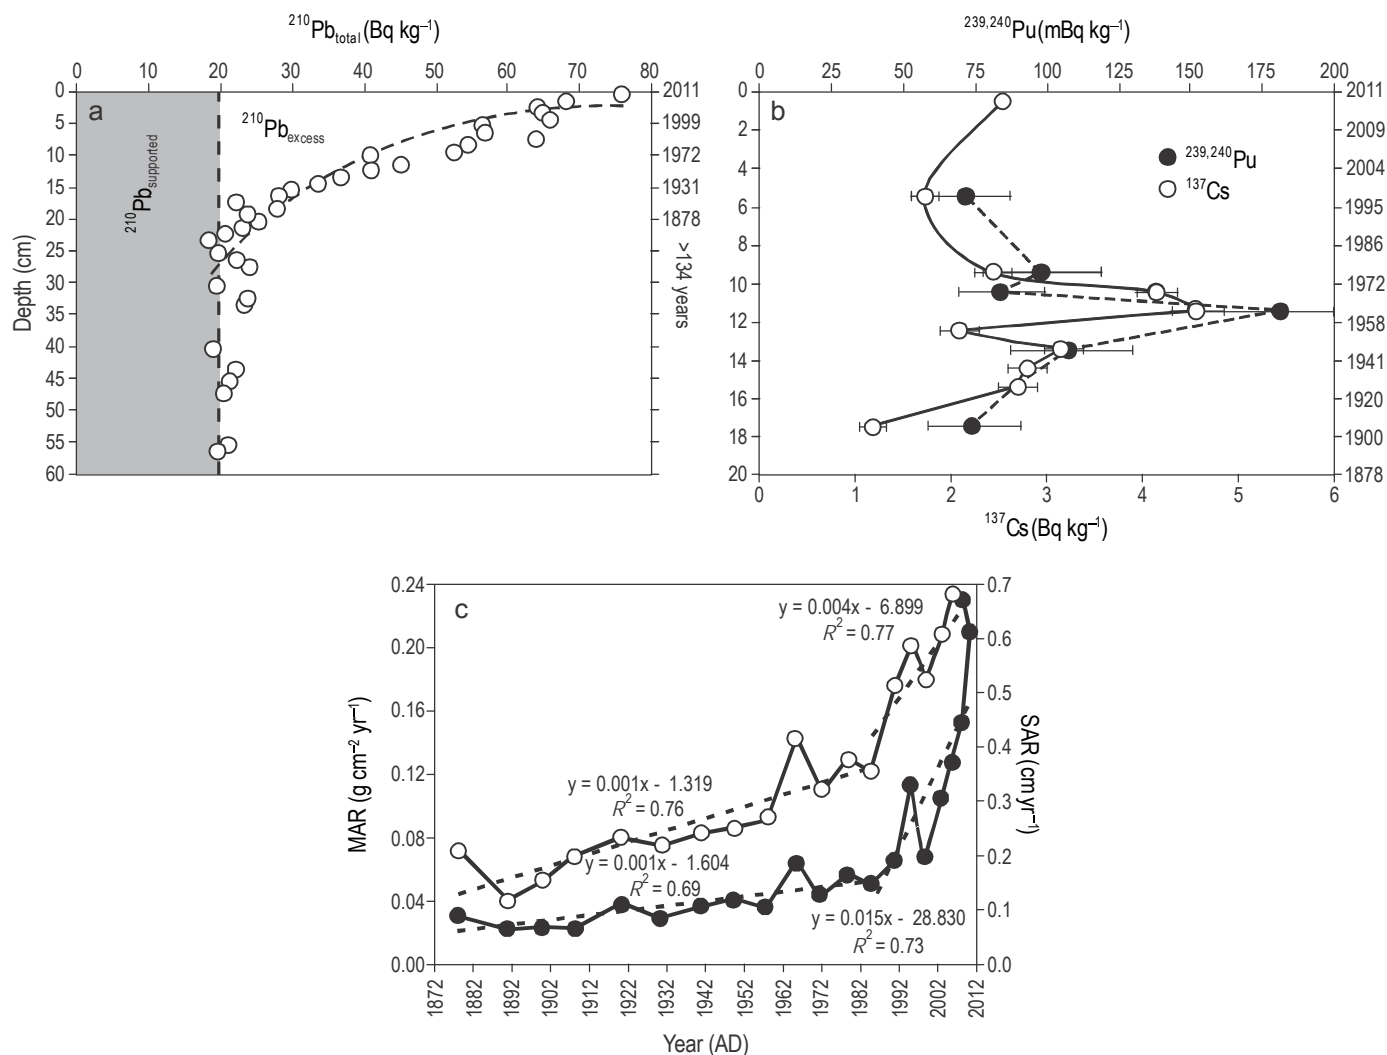 210Pbtotal (Bq kg–1)
0 10 20 30 40 50 60 70 80
a
210Pbsupported
210Pbexcess
Depth (cm)
0
5
10
15
20
25
30
35
40
45
50
55
60
2011
1999
1972
1931
1878
>134 years
239,240Pu (mBq kg–1)
0 25 50 75 100 125 150 175 200
b
239,240Pu
137Cs
0
2
4
6
8
10
12
14
16
18
20
2011
2009
2004
1995
1986
1972
1958
1941
1920
1900
1878
0 1 2 3 4 5 6
137Cs (Bq kg–1)
c
MAR (g cm–2 yr–1)
0.24
0.20
0.16
0.12
0.08
0.04
0.00
y = 0.004x - 6.899
R2 = 0.77
y = 0.001x - 1.319
R2 = 0.76
y = 0.001x - 1.604
R2 = 0.69
y = 0.015x - 28.830
R2 = 0.73
0.7
0.6
0.5
0.4
0.3
0.2
0.1
0.0
SAR (cm yr–1)
1872 1882 1892 1902 1912 1922 1932 1942 1952 1962 1972 1982 1992 2002 2012
Year (AD)